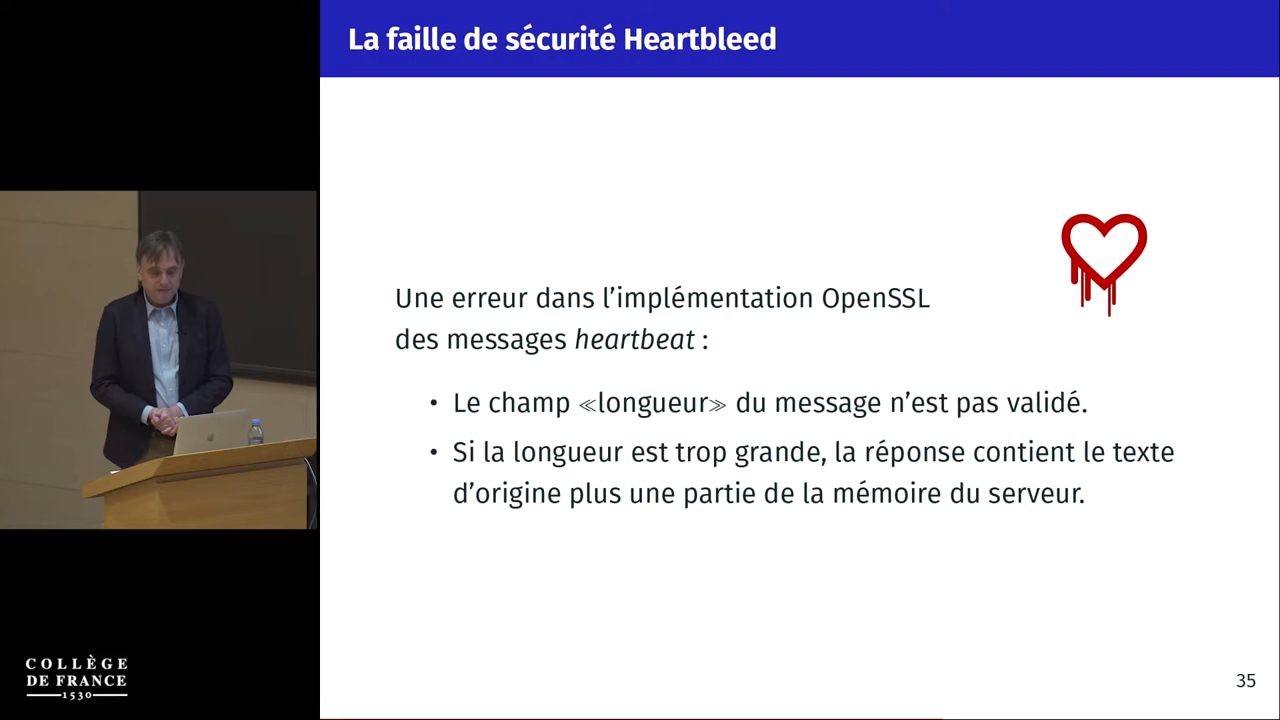 La faille de sécurité Heartbleed
Une erreur dans l'implémentation OpenSSL
des messages heartbeat :
• Le champ «longueur» du message n'est pas validé.
• Si la longueur est trop grande, la réponse contient le texte
d'origine plus une partie de la mémoire du serveur.
COLLÈGE
DE FRANCE
1530
35